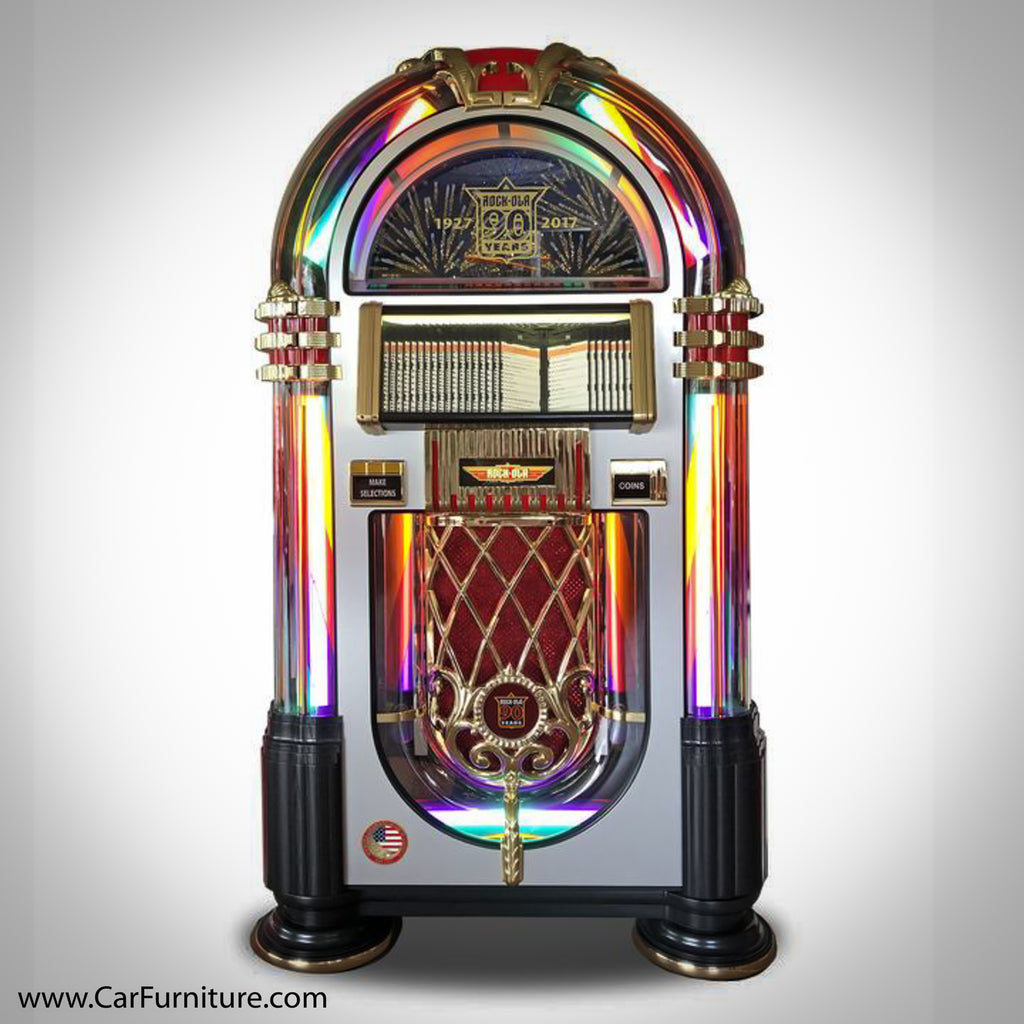 ROCK-OLA
1927 90 2017
YEARS
ROCK-OLA
MAKE
SELECTIONS
COINS
ROCK-OLA
90
YEARS
www.CarFurniture.com